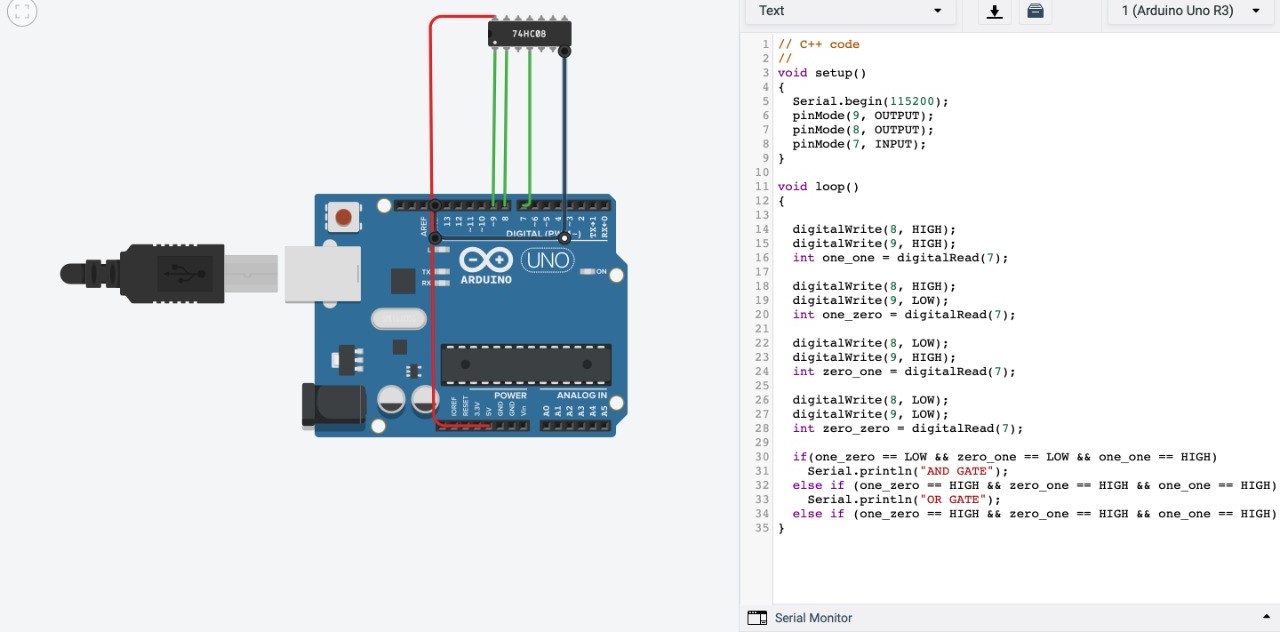 Text
1 (Arduino Uno R3)
74HC08
AREF
13
12
~11
~10
~9
8
7
~6
~5
4
~3
2
TX→1
RX←0
DIGITAL (PWM~)
L
TX
RX
ARDUINO
UNO
ON
POWER
ANALOG IN
IOREF
RESET
3.3V
5V
GND
GND
Vin
A0
A1
A2
A3
A4
A5
1 // C++ code
2 //
3 void setup()
4 {
5 Serial.begin(115200);
6 pinMode(9, OUTPUT);
7 pinMode(8, OUTPUT);
8 pinMode(7, INPUT);
9 }
10
11 void loop()
12 {
13
14 digitalWrite(8, HIGH);
15 digitalWrite(9, HIGH);
16 int one_one = digitalRead(7);
17
18 digitalWrite(8, HIGH);
19 digitalWrite(9, LOW);
20 int one_zero = digitalRead(7);
21
22 digitalWrite(8, LOW);
23 digitalWrite(9, HIGH);
24 int zero_one = digitalRead(7);
25
26 digitalWrite(8, LOW);
27 digitalWrite(9, LOW);
28 int zero_zero = digitalRead(7);
29
30 if(one_zero == LOW && zero_one == LOW && one_one == HIGH)
31 Serial.println("AND GATE");
32 else if (one_zero == HIGH && zero_one == HIGH && one_one == HIGH)
33 Serial.println("OR GATE");
34 else if (one_zero == HIGH && zero_one == HIGH && one_one == HIGH)
35 }
Serial Monitor